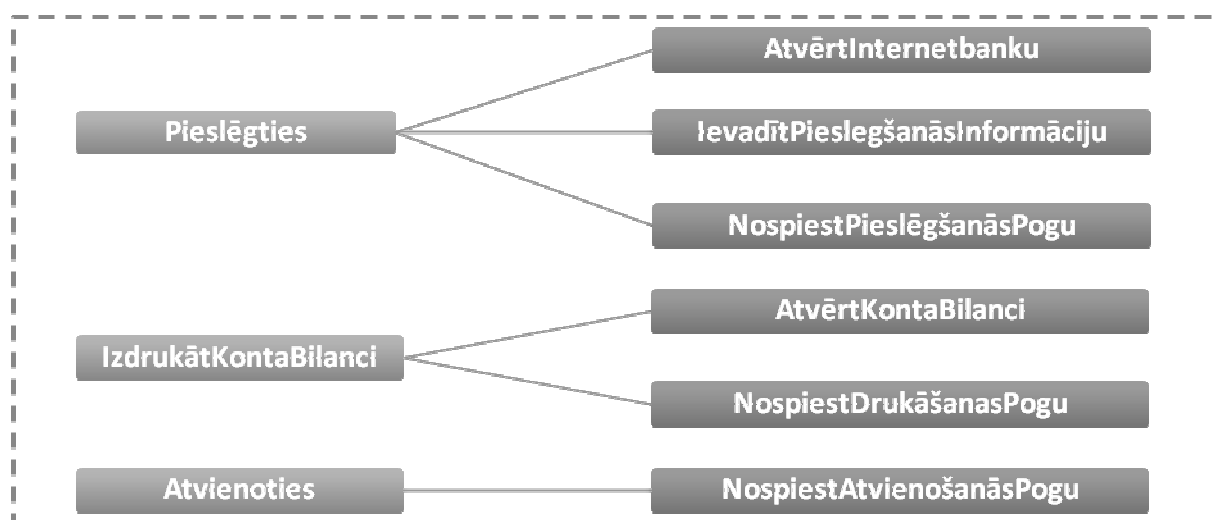 Pieslēgties
AtvērtInternetbanku
IevadītPieslegšanāsInformāciju
NospiestPieslēgšanāsPogu
IzdrukātKontaBilanci
AtvērtKontaBilanci
NospiestDrukāšanasPogu
Atvienoties
NospiestAtvienošanāsPogu